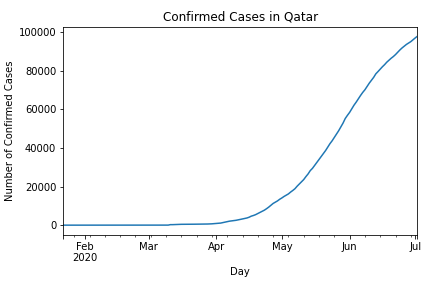 Confirmed Cases in Qatar
100000
80000
60000
40000
20000
0
Number of Confirmed Cases
Feb
2020
Mar
Apr
May
Jun
Jul
Day